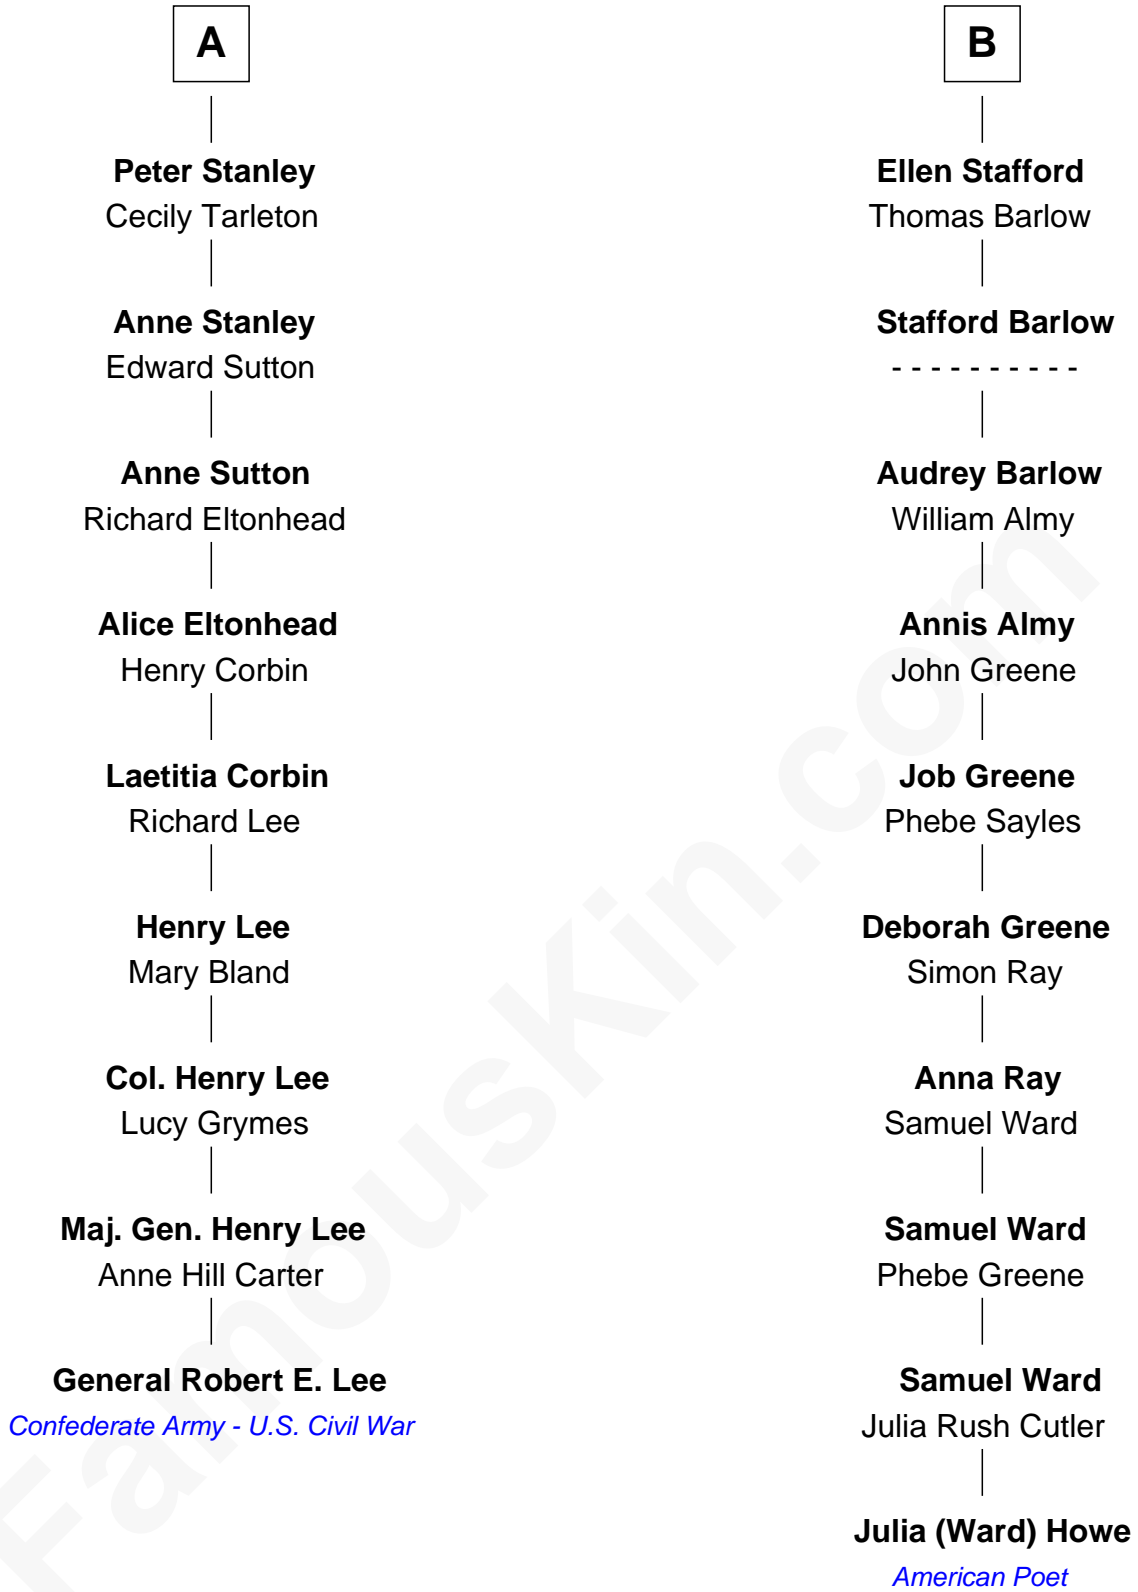 A
Peter Stanley
Cecily Tarleton
Anne Stanley
Edward Sutton
Anne Sutton
Richard Eltonhead
Alice Eltonhead
Henry Corbin
Laetitia Corbin
Richard Lee
Henry Lee
Mary Bland
Col. Henry Lee
Lucy Grymes
Maj. Gen. Henry Lee
Anne Hill Carter
General Robert E. Lee
Confederate Army - U.S. Civil War
B
Ellen Stafford
Thomas Barlow
Stafford Barlow
- - - - - - - - - -
Audrey Barlow
William Almy
Annis Almy
John Greene
Job Greene
Phebe Sayles
Deborah Greene
Simon Ray
Anna Ray
Samuel Ward
Samuel Ward
Phebe Greene
Samuel Ward
Julia Rush Cutler
Julia (Ward) Howe
American Poet
FamousKin.com